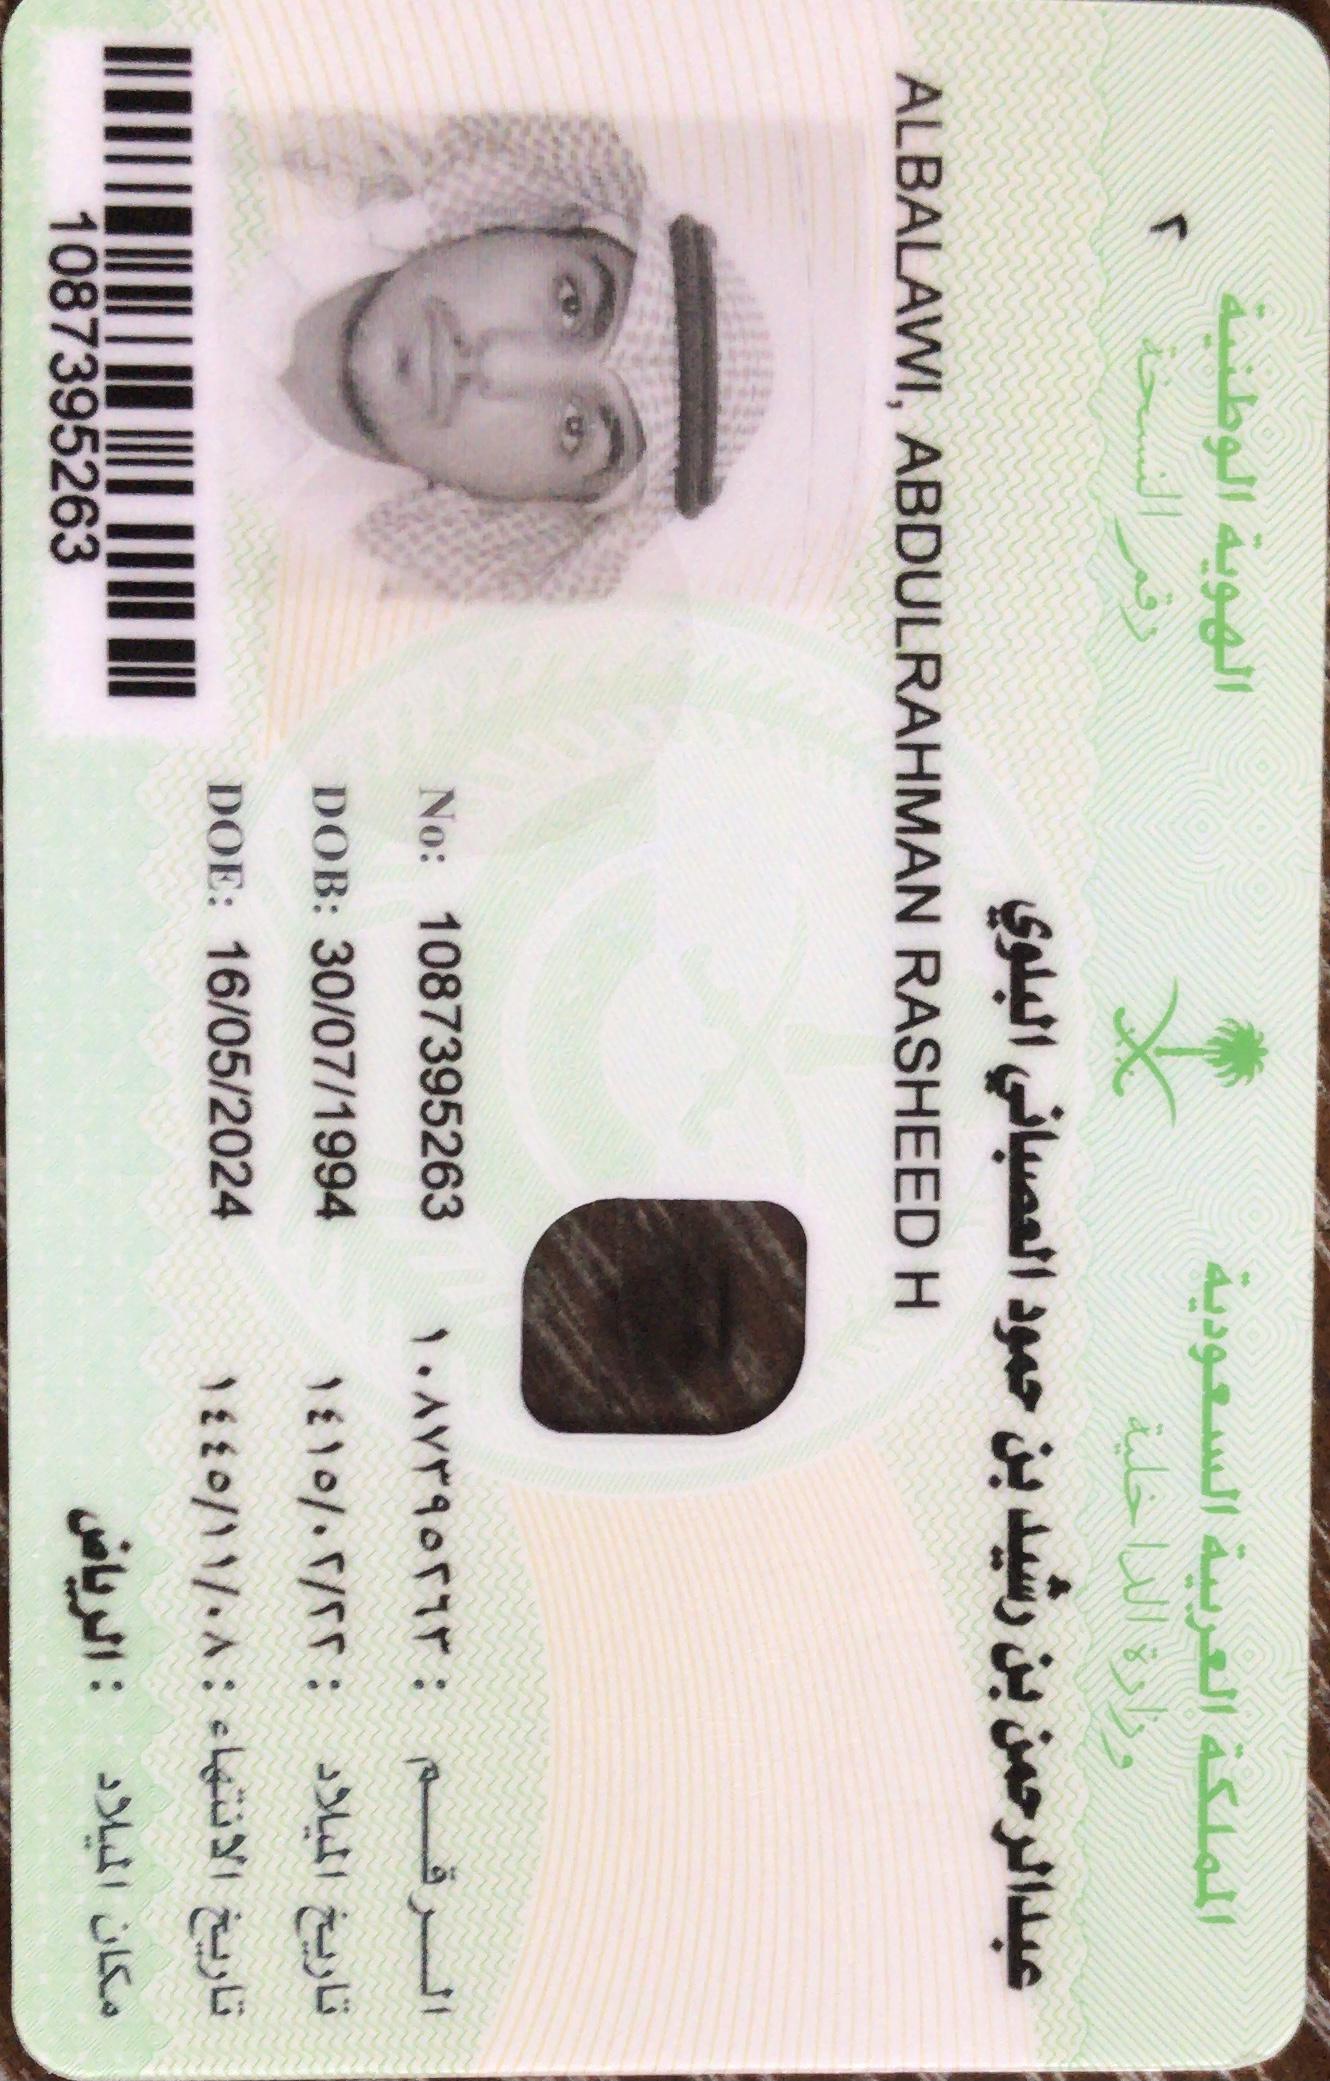 المملكة العربية السعودية
وزارة الداخلية
الهوية الوطنية
رقم النسخة
٢
عبدالرحمن بن رشيد بن حمود العصباني البلوي
ALBALAWI, ABDULRAHMAN RASHEED H
No: 1087395263
الرقم : ١٠٨٧٣٩٥٢٦٣
DOB: 30/07/1994
تاريخ الميلاد : ١٤١٥/٠٢/٢٢
DOE: 16/05/2024
تاريخ الانتهاء : ١٤٤٥/١١/٠٨
مكان الميلاد : الرياض
1087395263